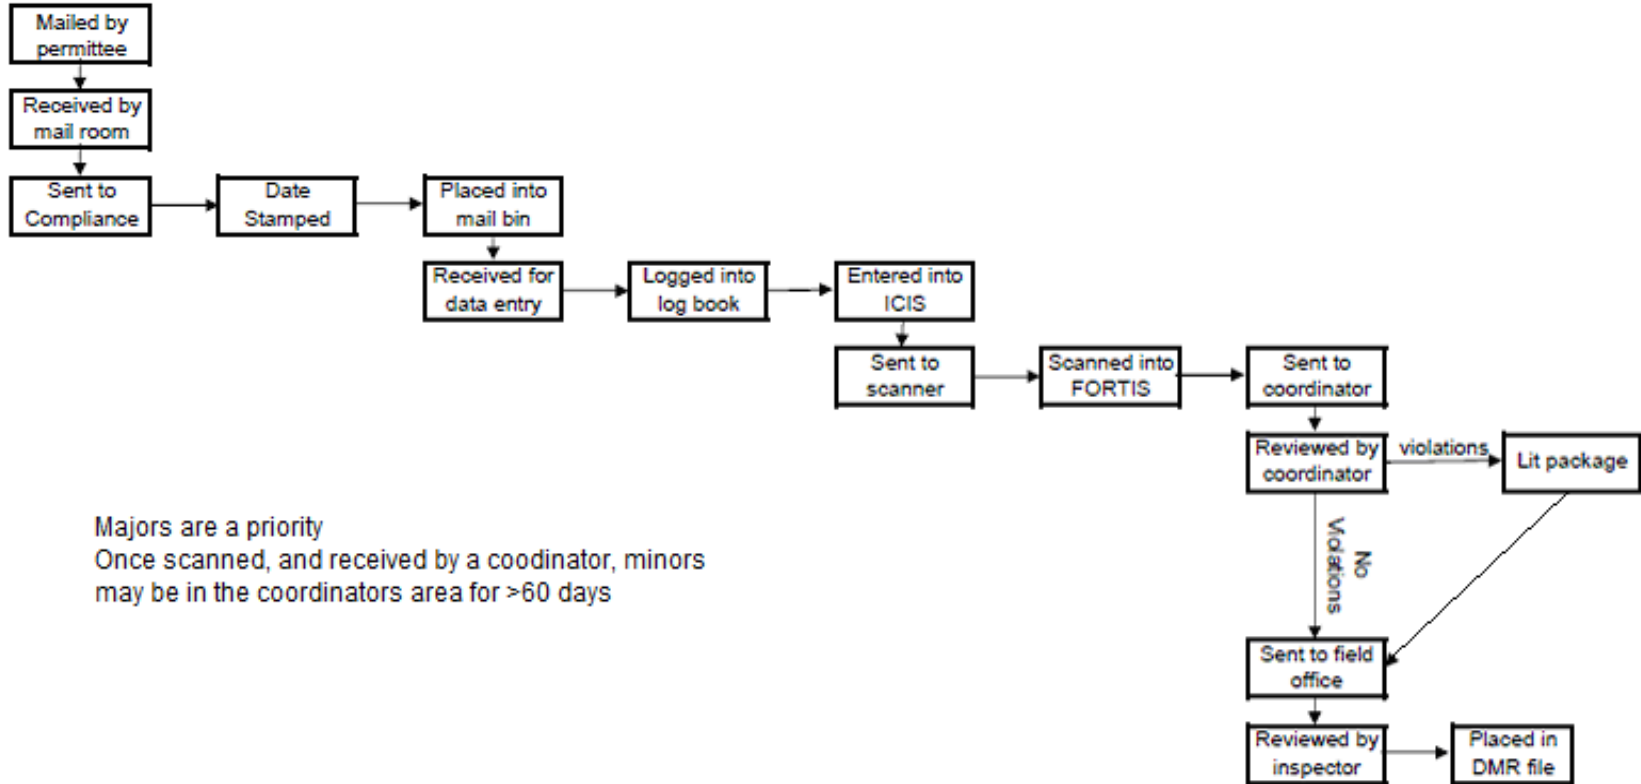 Mailed by
permittee
Received by
mail room
Sent to
Compliance
Date
Stamped
Placed into
mail bin
Received for
data entry
Logged into
log book
Entered into
ICIS
Sent to
scanner
Scanned into
FORTIS
Sent to
coordinator
Reviewed by
coordinator
violations
Lit package
No
Violations
Majors are a priority
Once scanned, and received by a coodinator, minors
may be in the coordinators area for >60 days
Sent to field
office
Reviewed by
inspector
Placed in
DMR file